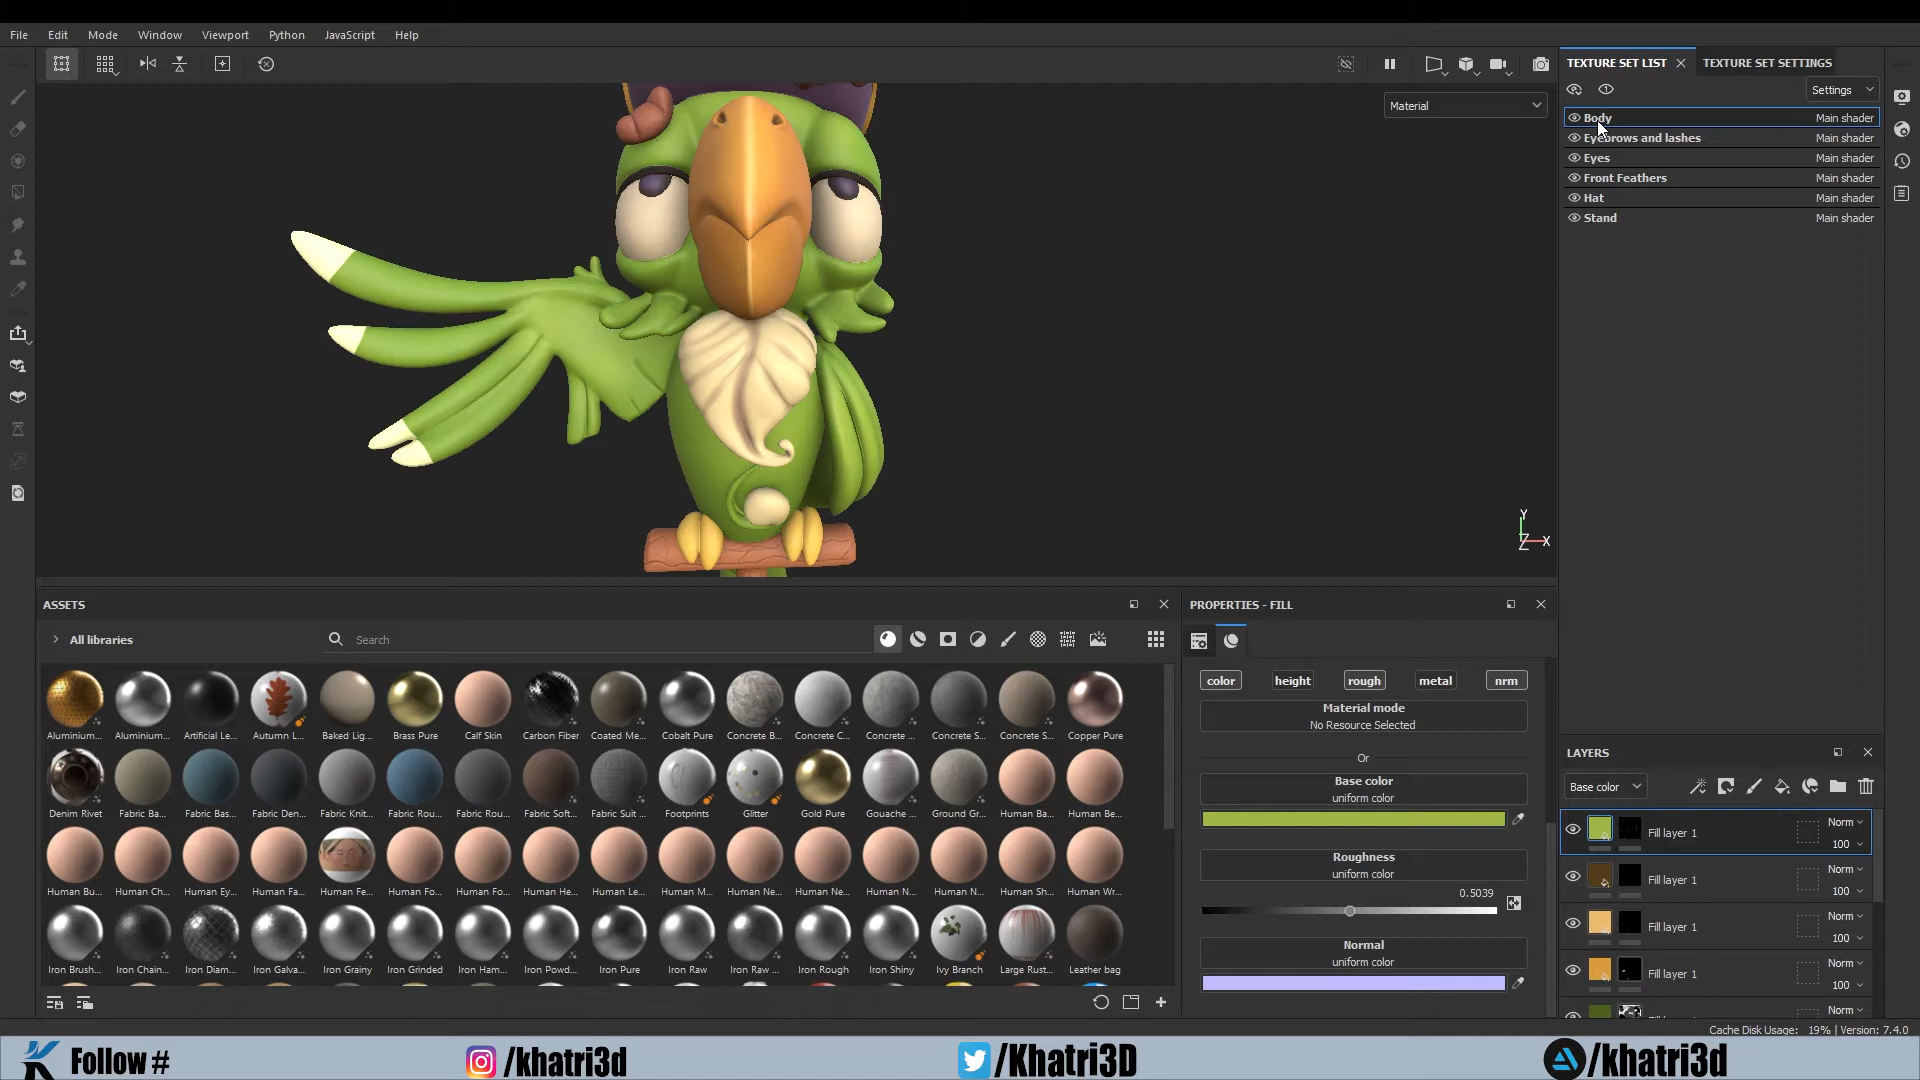 File Edit Mode Window Viewport Python JavaScript Help
TEXTURE SET LIST TEXTURE SET SETTINGS
Settings
Material
Body Main shader
Eyebrows and lashes Main shader
Eyes Main shader
Front Feathers Main shader
Hat Main shader
Stand Main shader
Y
X
Z
ASSETS
All libraries
Search
Aluminium... Aluminium... Artificial Le... Autumn L... Baked Lig... Brass Pure Calf Skin Carbon Fiber Coated Me... Cobalt Pure Concrete B... Concrete C... Concrete ... Concrete S... Concrete S... Copper Pure
Denim Rivet Fabric Ba... Fabric Bas... Fabric Den... Fabric Knit... Fabric Rou... Fabric Rou... Fabric Soft... Fabric Suit ... Footprints Glitter Gold Pure Gouache ... Ground Gr... Human Ba... Human Be...
Human Bu... Human Ch... Human Ey... Human Fa... Human Fe... Human Fo... Human Fo... Human He... Human Le... Human M... Human Ne... Human Ne... Human N... Human N... Human Sh... Human Wr...
Iron Brush... Iron Chain... Iron Diam... Iron Galva... Iron Grainy Iron Grinded Iron Ham... Iron Powd... Iron Pure Iron Raw Iron Raw ... Iron Rough Iron Shiny Ivy Branch Large Rust... Leather bag
PROPERTIES - FILL
color height rough metal nrm
Material mode
No Resource Selected
Or
Base color
uniform color
Roughness
uniform color
0.5039
Normal
uniform color
LAYERS
Base color
Fill layer 1 Norm
100
Fill layer 1 Norm
100
Fill layer 1 Norm
100
Fill layer 1 Norm
100
Norm
Cache Disk Usage: 19% | Version: 7.4.0
Follow # /khatri3d /Khatri3D /khatri3d